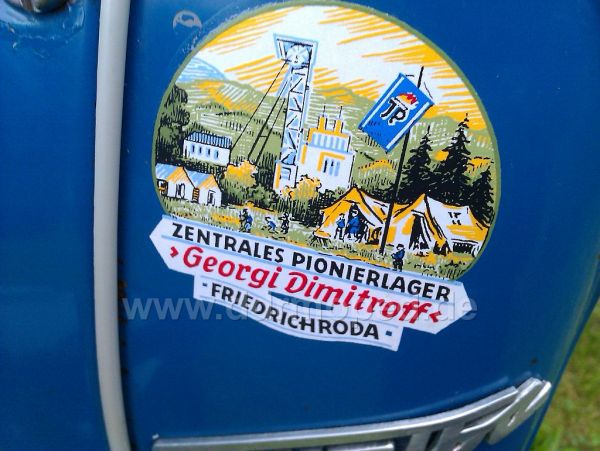 JP
ZENTRALES PIONIERLAGER
›Georgi Dimitroff‹
-FRIEDRICHRODA-